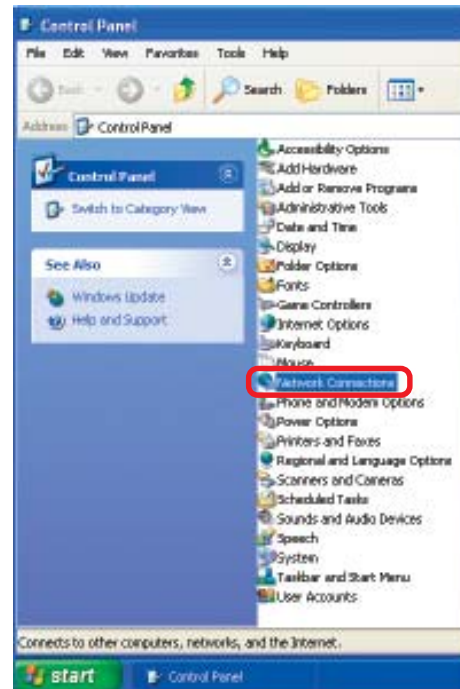 Control Panel
File Edit View Favorites Tools Help
Back Search Folders
Address Control Panel
Control Panel
Switch to Category View
See Also
Windows Update
Help and Support
Accessibility Options
Add Hardware
Add or Remove Programs
Administrative Tools
Date and Time
Display
Folder Options
Fonts
Game Controllers
Internet Options
Keyboard
Mouse
Network Connections
Phone and Modem Options
Power Options
Printers and Faxes
Regional and Language Options
Scanners and Cameras
Scheduled Tasks
Sounds and Audio Devices
Speech
System
Taskbar and Start Menu
User Accounts
Connects to other computers, networks, and the Internet.
start Control Panel